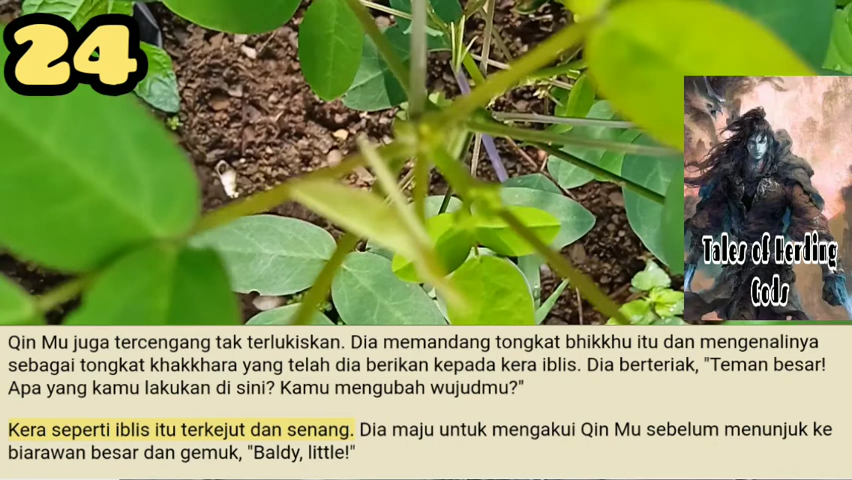 24
Tales of Herding
Gods
Qin Mu juga tercengang tak terlukiskan. Dia memandang tongkat bhikkhu itu dan mengenalinya
sebagai tongkat khakkhara yang telah dia berikan kepada kera iblis. Dia berteriak, "Teman besar!
Apa yang kamu lakukan di sini? Kamu mengubah wujudmu?"
Kera seperti iblis itu terkejut dan senang. Dia maju untuk mengakui Qin Mu sebelum menunjuk ke
biarawan besar dan gemuk, "Baldy, little!"